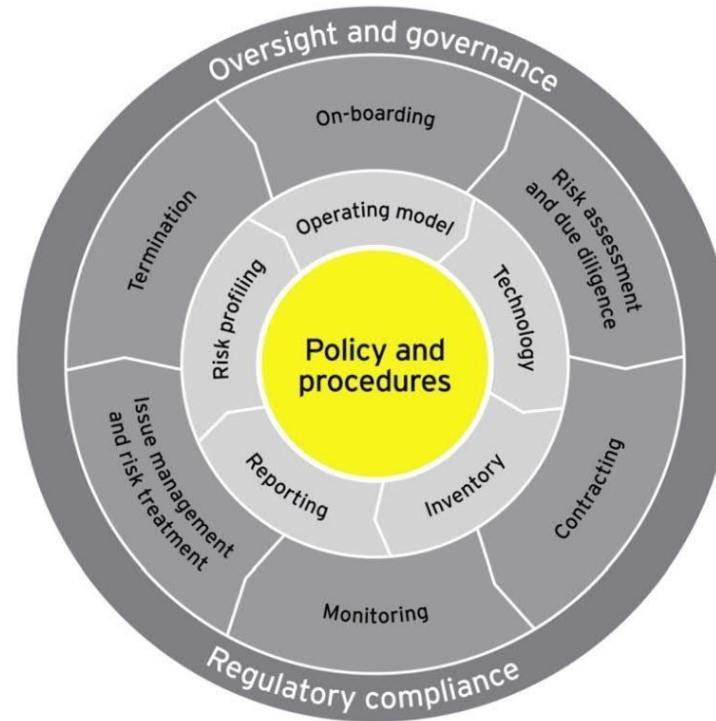 Oversight and governance
On-boarding
Risk assessment
and due diligence
Contracting
Monitoring
Issue management
and risk treatment
Termination
Operating model
Technology
Inventory
Reporting
Risk profiling
Policy and
procedures
Regulatory compliance